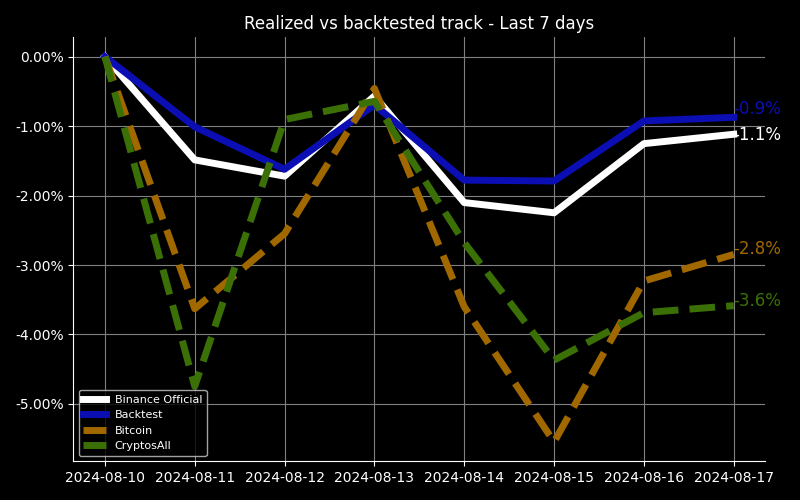 Realized vs backtested track - Last 7 days
0.00%
-1.00%
-2.00%
-3.00%
-4.00%
-5.00%
-0.9%
-1.1%
-2.8%
-3.6%
Binance Official
Backtest
Bitcoin
CryptosAll
2024-08-10 2024-08-11 2024-08-12 2024-08-13 2024-08-14 2024-08-15 2024-08-16 2024-08-17